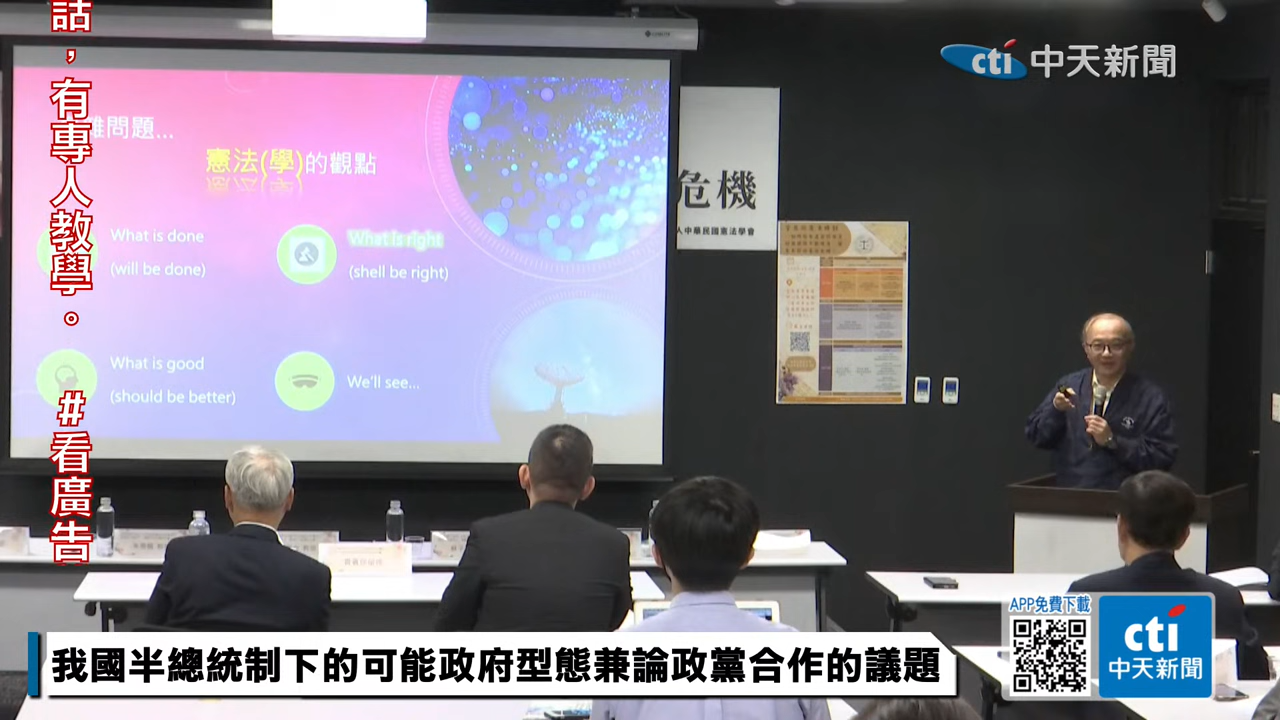 話，有專人教學。 #看廣告
cti 中天新聞
難問題...
憲法(學)的觀點
What is done
(will be done)
What is right
(shell be right)
What is good
(should be better)
We'll see...
危機
人中華民國憲法學會
APP免費下載
cti
中天新聞
我國半總統制下的可能政府型態兼論政黨合作的議題